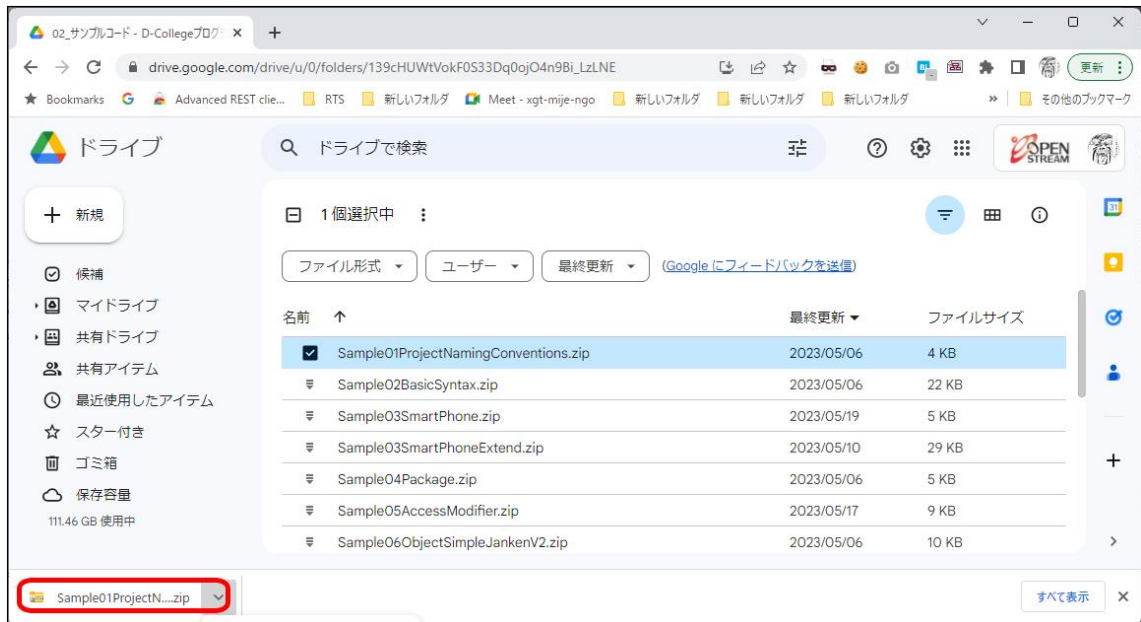 02_サンプルコード - D-Collegeプログ
drive.google.com/drive/u/0/folders/139cHUWtVokF0S33Dq0ojO4n9Bi_LzLNE
更新
Bookmarks Advanced REST clie... RTS 新しいフォルダ Meet - xgt-mije-ngo 新しいフォルダ 新しいフォルダ 新しいフォルダ » その他のブックマーク
ドライブ
ドライブで検索
OPEN
STREAM
新規
1 個選択中
31
候補
マイドライブ
共有ドライブ
共有アイテム
最近使用したアイテム
スター付き
ゴミ箱
保存容量
111.46 GB 使用中
ファイル形式 ユーザー 最終更新 (Google にフィードバックを送信)
名前 最終更新 ファイルサイズ
Sample01ProjectNamingConventions.zip 2023/05/06 4 KB
Sample02BasicSyntax.zip 2023/05/06 22 KB
Sample03SmartPhone.zip 2023/05/19 5 KB
Sample03SmartPhoneExtend.zip 2023/05/10 29 KB
Sample04Package.zip 2023/05/06 5 KB
Sample05AccessModifier.zip 2023/05/17 9 KB
Sample06ObjectSimpleJankenV2.zip 2023/05/06 10 KB
Sample01ProjectN....zip
すべて表示